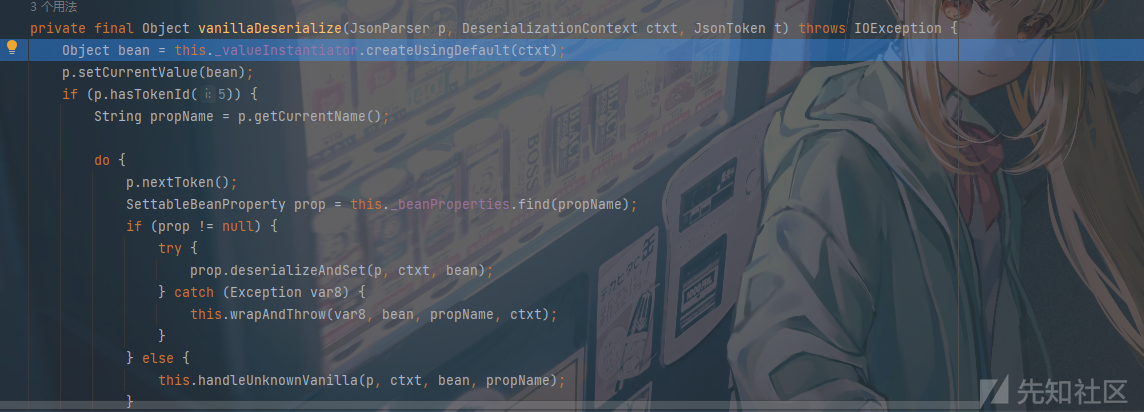 3 个用法
private final Object vanillaDeserialize(JsonParser p, DeserializationContext ctxt, JsonToken t) throws IOException {
Object bean = this._valueInstantiator.createUsingDefault(ctxt);
p.setCurrentValue(bean);
if (p.hasTokenId( i: 5)) {
String propName = p.getCurrentName();
do {
p.nextToken();
SettableBeanProperty prop = this._beanProperties.find(propName);
if (prop != null) {
try {
prop.deserializeAndSet(p, ctxt, bean);
} catch (Exception var8) {
this.wrapAndThrow(var8, bean, propName, ctxt);
}
} else {
this.handleUnknownVanilla(p, ctxt, bean, propName);
}
先知社区